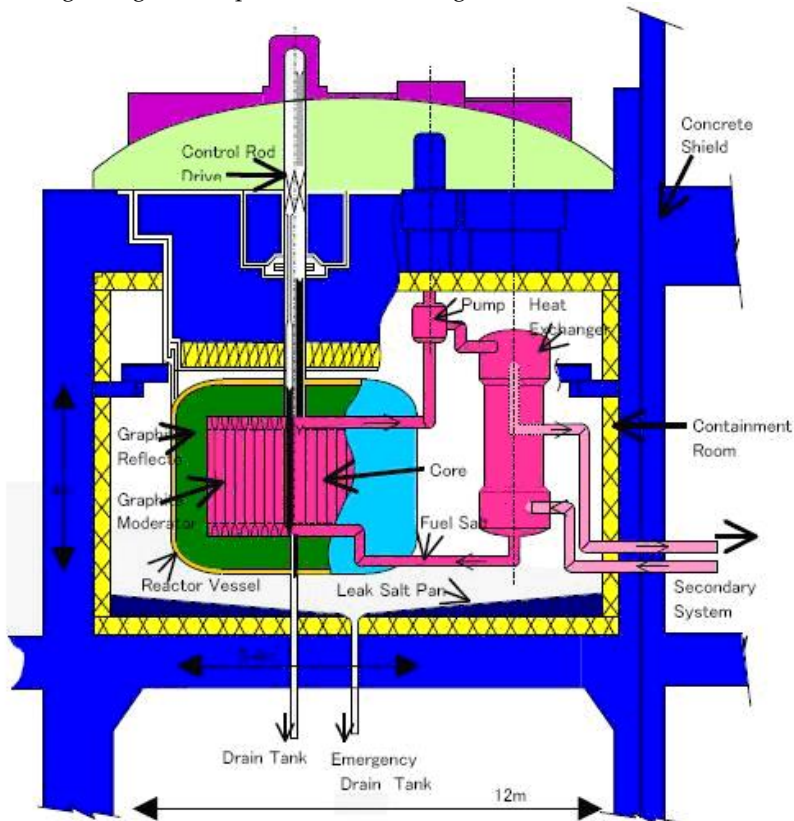 Control Rod
Drive
Concrete
Shield
Pump
Heat
Exchanger
Graphite
Reflecte
Core
Containment
Room
Graphite
Moderator
Fuel Salt
Reactor Vessel
Leak Salt Pan
Secondary
System
Drain Tank
Emergency
Drain Tank
12m